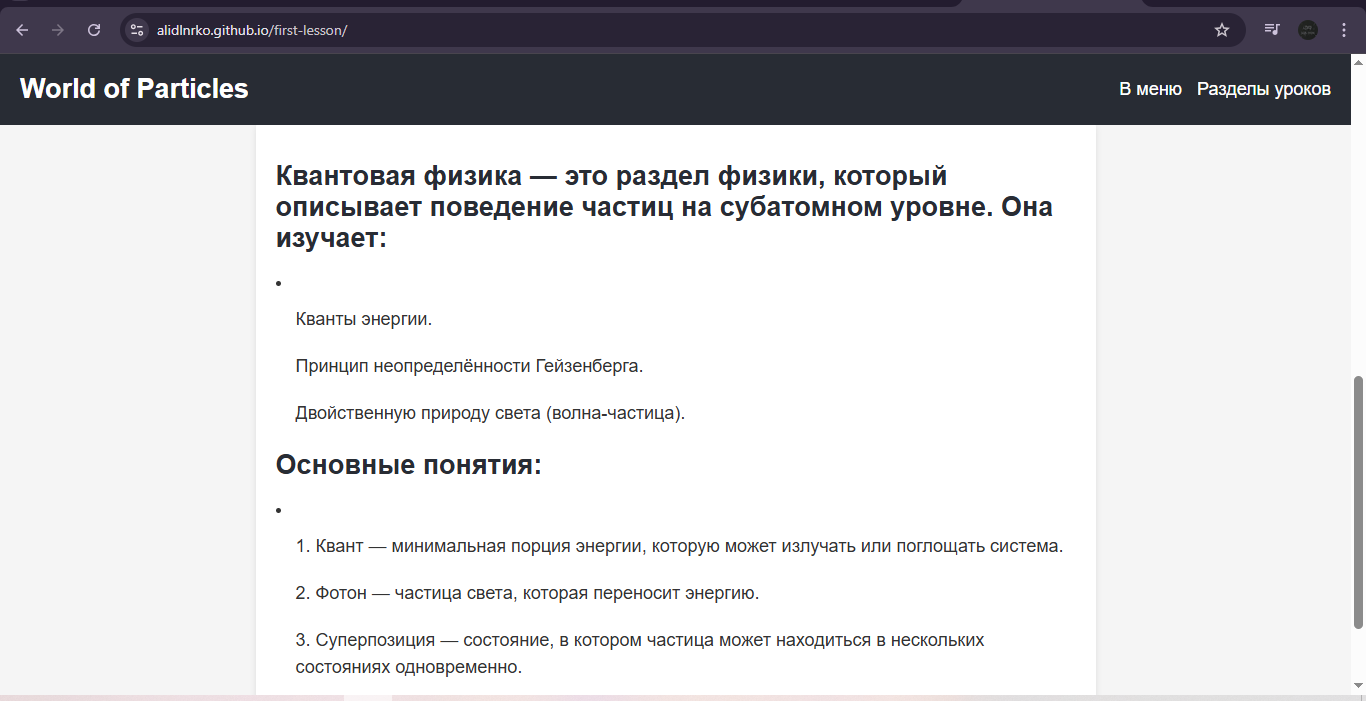 alidlnrko.github.io/first-lesson/
World of Particles
В меню Разделы уроков
Квантовая физика — это раздел физики, который
описывает поведение частиц на субатомном уровне. Она
изучает:
Кванты энергии.
Принцип неопределённости Гейзенберга.
Двойственную природу света (волна-частица).
Основные понятия:
1. Квант — минимальная порция энергии, которую может излучать или поглощать система.
2. Фотон — частица света, которая переносит энергию.
3. Суперпозиция — состояние, в котором частица может находиться в нескольких
состояниях одновременно.